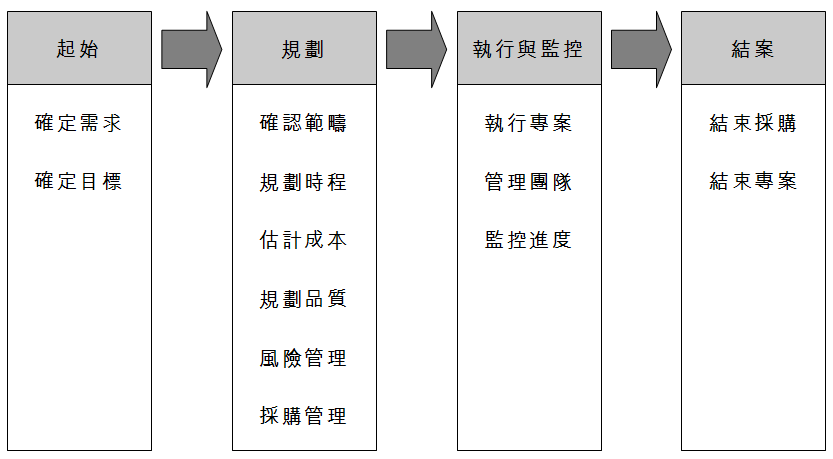 起始
確定需求
確定目標
規劃
確認範疇
規劃時程
估計成本
規劃品質
風險管理
採購管理
執行與監控
執行專案
管理團隊
監控進度
結案
結束採購
結束專案